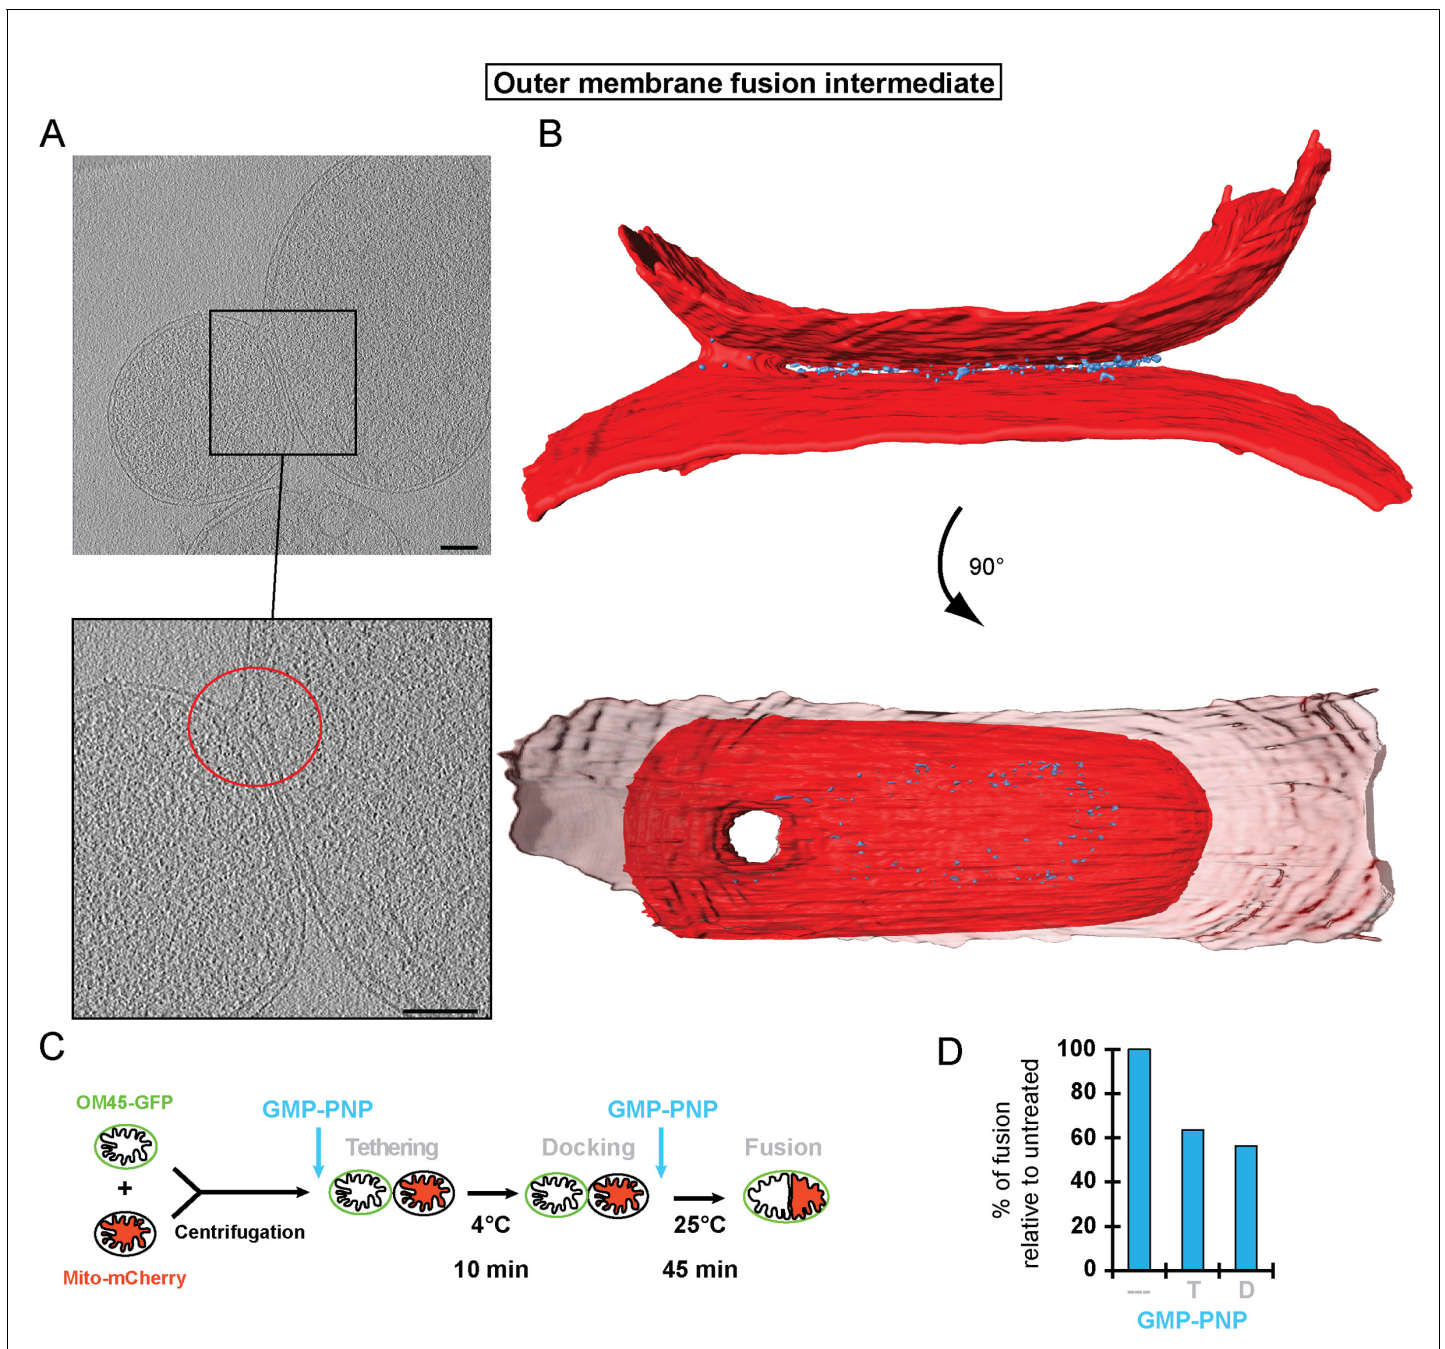 Outer membrane fusion intermediate
A
B
90°
C
OM45-GFP
+
Mito-mCherry
Centrifugation
GMP-PNP
Tethering
4°C
10 min
Docking
GMP-PNP
25°C
45 min
Fusion
D
% of fusion
relative to untreated
100
80
60
40
20
0
---
T
D
GMP-PNP